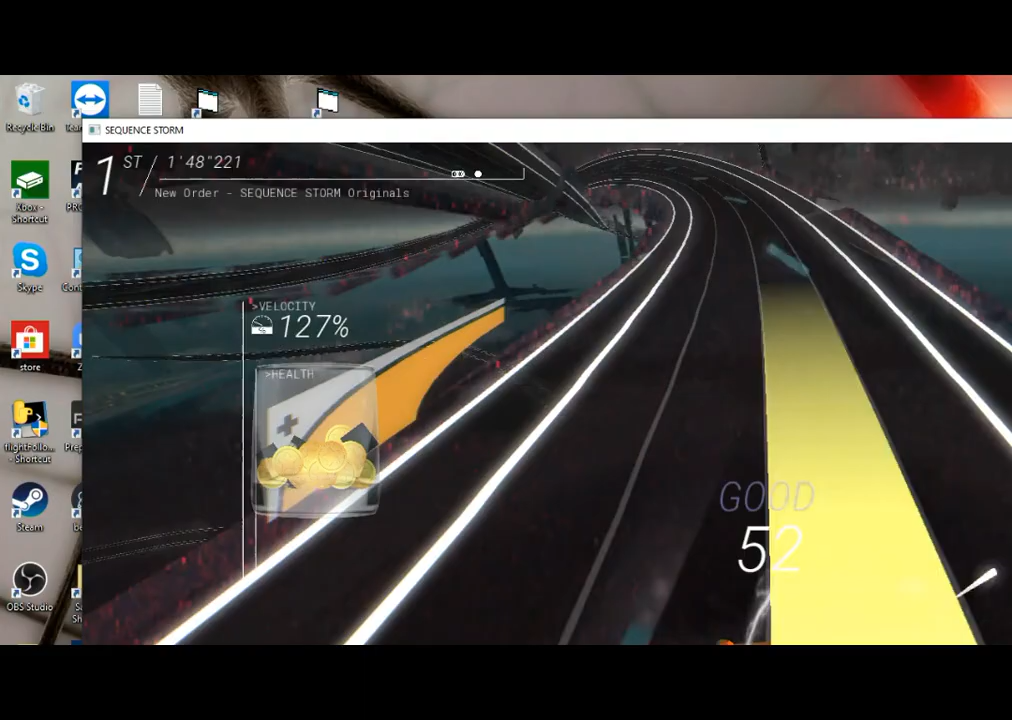 Recycle Bin
Xbox -
Shortcut
Skype
store
flightFollo...
- Shortcut
Steam
OBS Studio
SEQUENCE STORM
1 ST / 1'48"221
New Order - SEQUENCE STORM Originals
>VELOCITY
127%
>HEALTH
GOOD
52